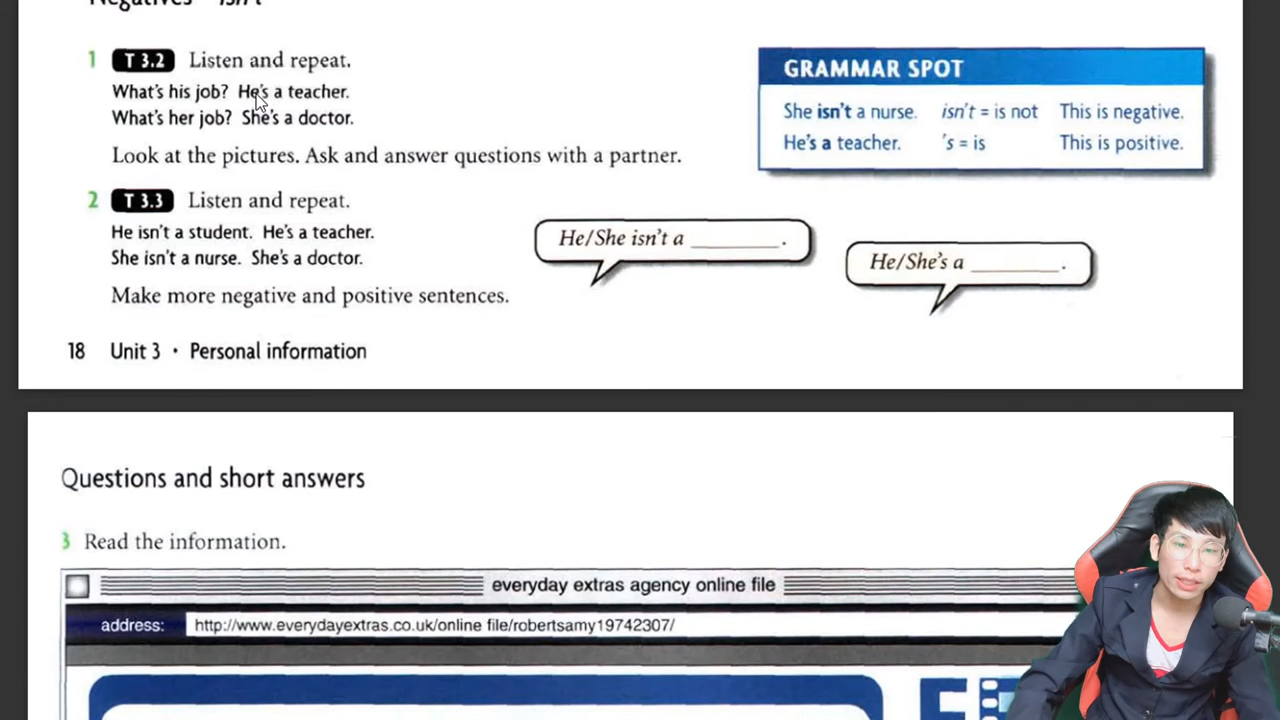 Negatives – isn't
1 T 3.2 Listen and repeat.
What's his job? He's a teacher.
What's her job? She's a doctor.
Look at the pictures. Ask and answer questions with a partner.
GRAMMAR SPOT
She isn't a nurse. isn't = is not This is negative.
He's a teacher. 's = is This is positive.
2 T 3.3 Listen and repeat.
He isn't a student. He's a teacher.
She isn't a nurse. She's a doctor.
He/She isn't a ________ .
He/She's a ________ .
Make more negative and positive sentences.
18 Unit 3 · Personal information
Questions and short answers
3 Read the information.
everyday extras agency online file
address: http://www.everydayextras.co.uk/online file/robertsamy19742307/